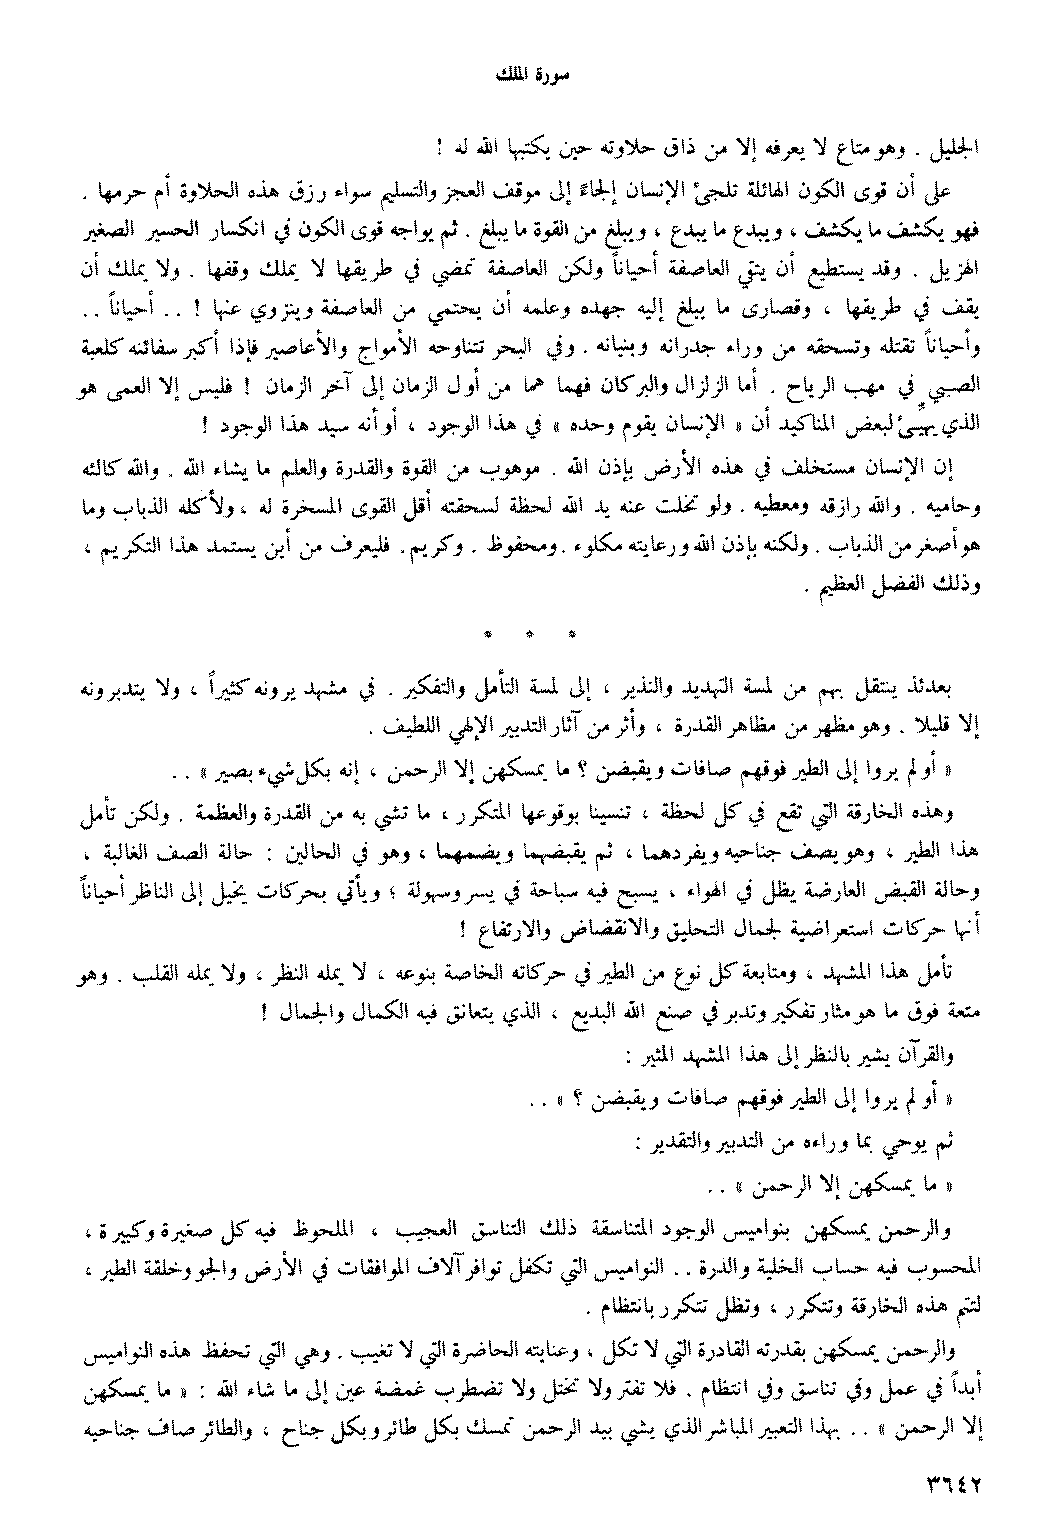 سورة الملك
الجليل . وهو متاع لا يعرفه إلا من ذاق حلاوته حين يكتبها الله له !
على أن قوى الكون الهائلة تلجئ الإنسان إلجاءً إلى موقف العجز والتسليم سواء رزق هذه الحلاوة أم حرمها .
فهو يكشف ما يكشف ، ويبدع ما يبدع ، ويبلغ من القوة ما يبلغ . ثم يواجه قوى الكون في انكسار الحسير الصغير
الهزيل . وقد يستطيع أن يتقي العاصفة أحياناً ولكن العاصفة تمضي في طريقها لا يملك وقفها . ولا يملك أن
يقف في طريقها ، وقصارى ما يبلغ إليه جهده وعلمه أن يحتمي من العاصفة وينزوي عنها ! .. أحياناً ..
وأحياناً تقتله وتسحقه من وراء جدرانه وبنيانه . وفي البحر تتناوحه الأمواج والأعاصير فإذا أكبر سفائنه كلعبة
الصبي في مهب الرياح . أما الزلزال والبركان فهما هما من أول الزمان إلى آخر الزمان ! فليس إلا العمى هو
الذي يهيِّئ لبعض المناكيد أن « الإنسان يقوم وحده » في هذا الوجود ، أو أنه سيد هذا الوجود !
إن الإنسان مستخلف في هذه الأرض بإذن الله . موهوب من القوة والقدرة والعلم ما يشاء الله . والله كالئه
وحاميه . والله رازقه ومعطيه . ولو تخلت عنه يد الله لحظة لسحقته أقل القوى المسخرة له ، ولأكله الذباب وما
هو أصغر من الذباب . ولكنه بإذن الله ورعايته مكلوء . ومحفوظ . وكريم . فليعرف من أين يستمد هذا التكريم ،
وذلك الفضل العظيم .
* * *
بعدئذ ينتقل بهم من لمسة التهديد والنذير ، إلى لمسة التأمل والتفكير . في مشهد يرونه كثيراً ، ولا يتدبرونه
إلا قليلا . وهو مظهر من مظاهر القدرة ، وأثر من آثار التدبير الإلهي اللطيف .
« أو لم يروا إلى الطير فوقهم صافات ويقبضن ؟ ما يمسكهن إلا الرحمن ، إنه بكل شيء بصير » ..
وهذه الخارقة التي تقع في كل لحظة ، تنسينا بوقوعها المتكرر ، ما تشي به من القدرة والعظمة . ولكن تأمل
هذا الطير ، وهو يصف جناحيه ويفردهما ، ثم يقبضهما ويضمهما ، وهو في الحالين : حالة الصف الغالبة ،
وحالة القبض العارضة يظل في الهواء ، يسبح فيه سباحة في يسر وسهولة ؛ ويأتي بحركات يخيل إلى الناظر أحياناً
أنها حركات استعراضية لجمال التحليق والانقضاض والارتفاع !
تأمل هذا المشهد ، ومتابعة كل نوع من الطير في حركاته الخاصة بنوعه ، لا يمله النظر ، ولا يمله القلب . وهو
متعة فوق ما هو مثار تفكير وتدبر في صنع الله البديع ، الذي يتعانق فيه الكمال والجمال !
والقرآن يشير بالنظر إلى هذا المشهد المثير :
« أو لم يروا إلى الطير فوقهم صافات ويقبضن ؟ » ..
ثم يوحي بما وراءه من التدبير والتقدير :
« ما يمسكهن إلا الرحمن » ..
والرحمن يمسكهن بنواميس الوجود المتناسقة ذلك التناسق العجيب ، الملحوظ فيه كل صغيرة وكبيرة ،
المحسوب فيه حساب الخلية والذرة .. النواميس التي تكفل توافر آلاف الموافقات في الأرض والجو وخلقة الطير ،
لتتم هذه الخارقة وتتكرر ، وتظل تتكرر بانتظام .
والرحمن يمسكهن بقدرته القادرة التي لا تكل ، وعنايته الحاضرة التي لا تغيب . وهي التي تحفظ هذه النواميس
أبداً في عمل وفي تناسق وفي انتظام . فلا تفتر ولا تختل ولا تضطرب غمضة عين إلى ما شاء الله : « ما يمسكهن
إلا الرحمن » .. بهذا التعبير المباشر الذي يشي بيد الرحمن تمسك بكل طائر وبكل جناح ، والطائر صاف جناحيه
٣٦٤٢